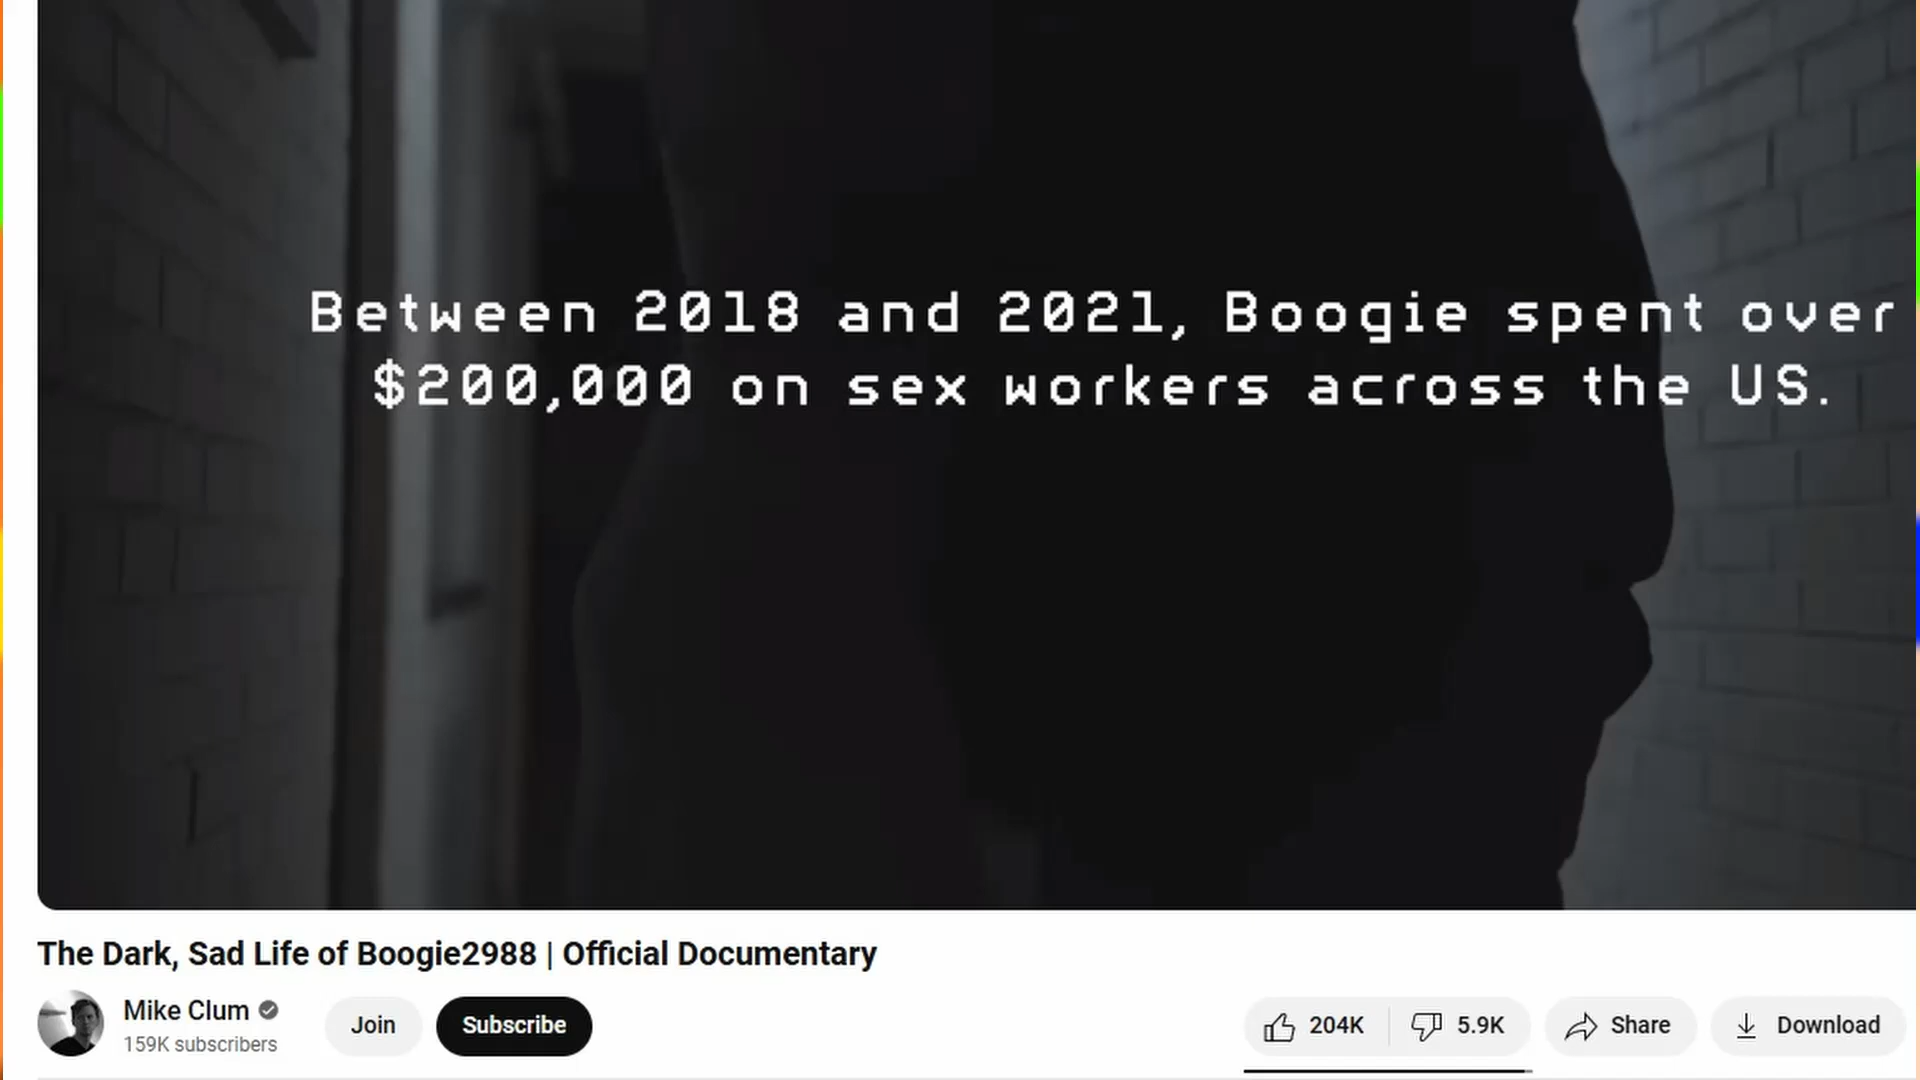 Between 2018 and 2021, Boogie spent over
$200,000 on sex workers across the US.
The Dark, Sad Life of Boogie2988 | Official Documentary
Mike Clum
159K subscribers
Join
Subscribe
204K
5.9K
Share
Download